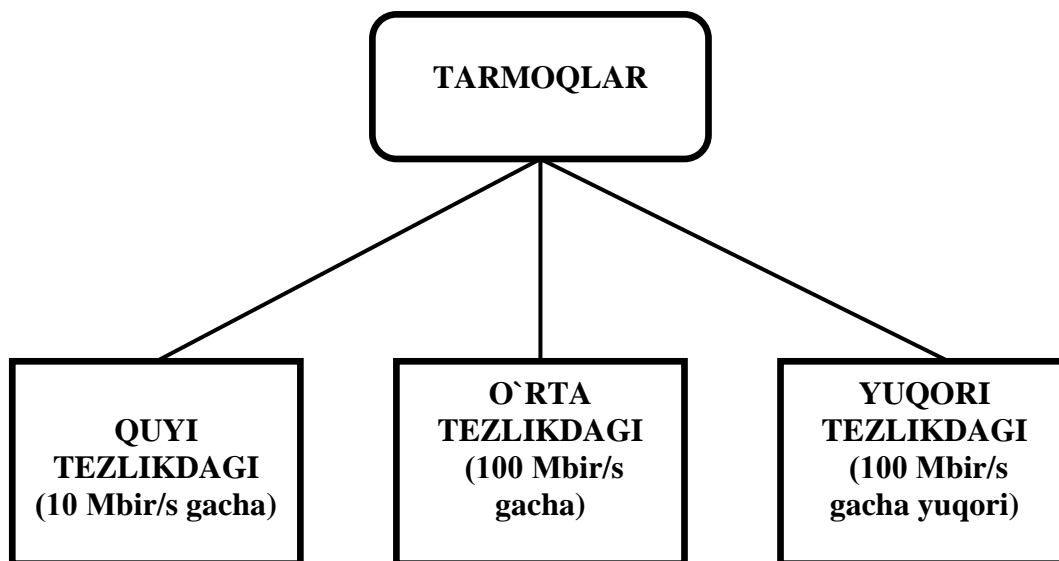 TARMOQLAR
QUYI
TEZLIKDAGI
(10 Mbir/s gacha)
O`RTA
TEZLIKDAGI
(100 Mbir/s
gacha)
YUQORI
TEZLIKDAGI
(100 Mbir/s
gacha yuqori)